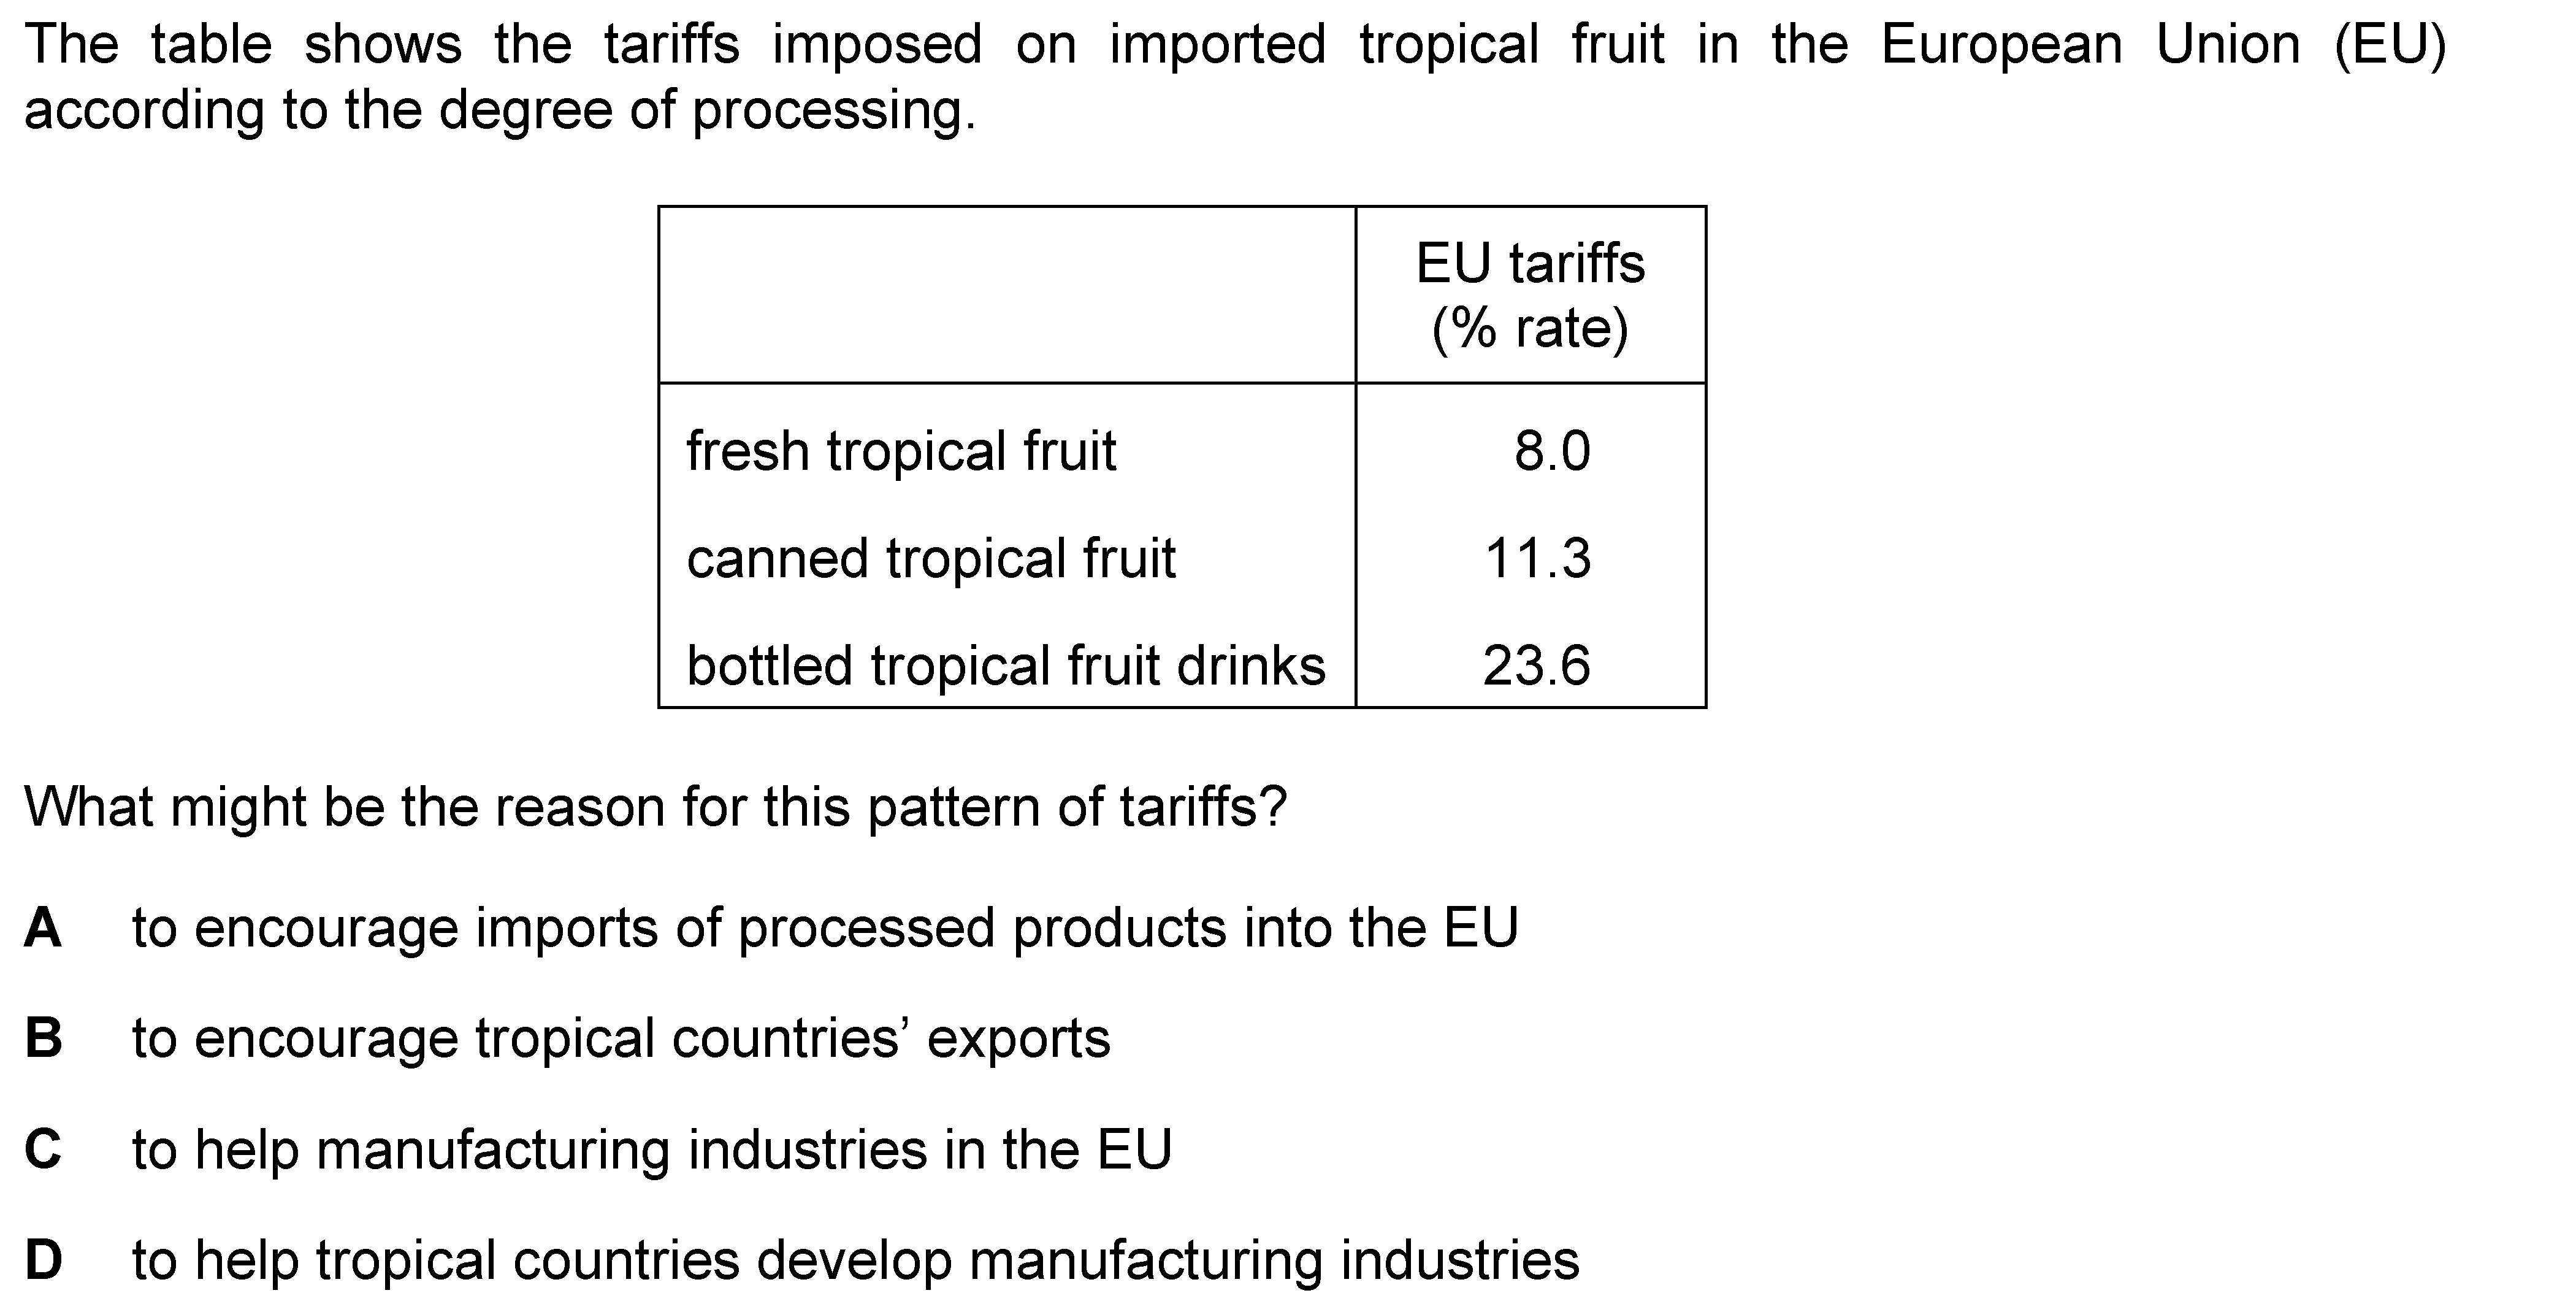 The table shows the tariffs imposed on imported tropical fruit in the European Union (EU)
according to the degree of processing.
EU tariffs
(% rate)
fresh tropical fruit 8.0
canned tropical fruit 11.3
bottled tropical fruit drinks 23.6
What might be the reason for this pattern of tariffs?
A to encourage imports of processed products into the EU
B to encourage tropical countries’ exports
C to help manufacturing industries in the EU
D to help tropical countries develop manufacturing industries